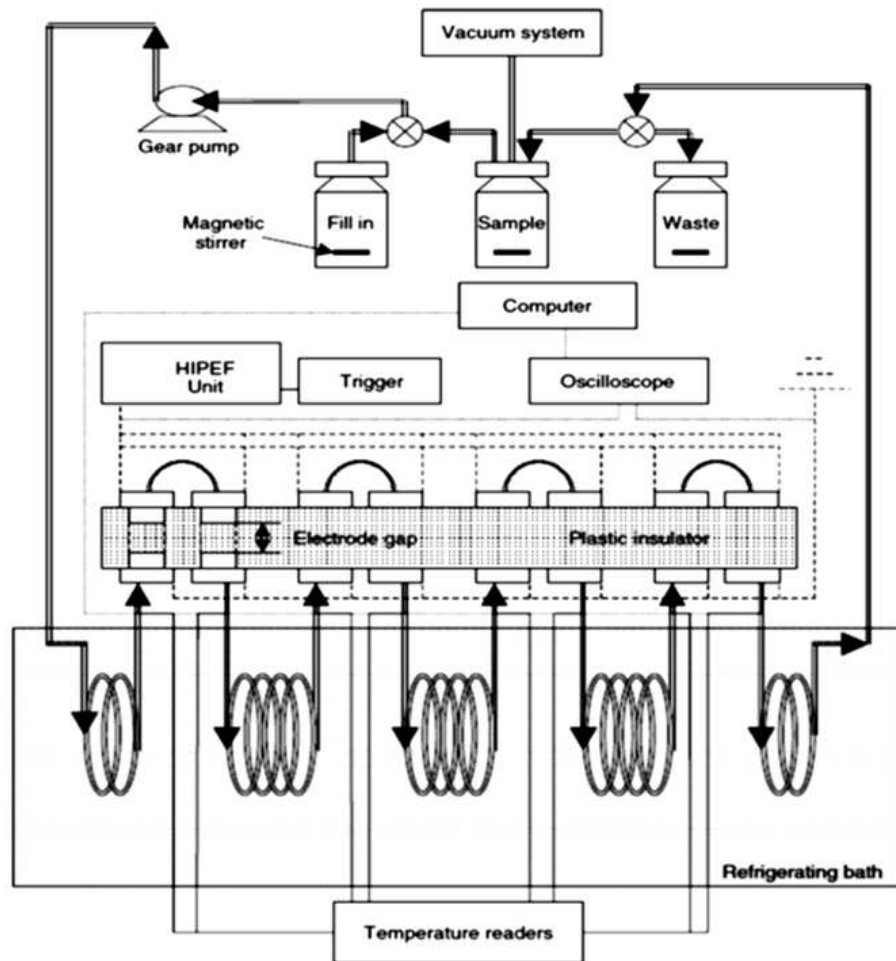 Vacuum system
Gear pump
Fill in
Sample
Waste
Magnetic
stirrer
Computer
HIPEF
Unit
Trigger
Oscilloscope
Electrode gap
Plastic insulator
Refrigerating bath
Temperature readers